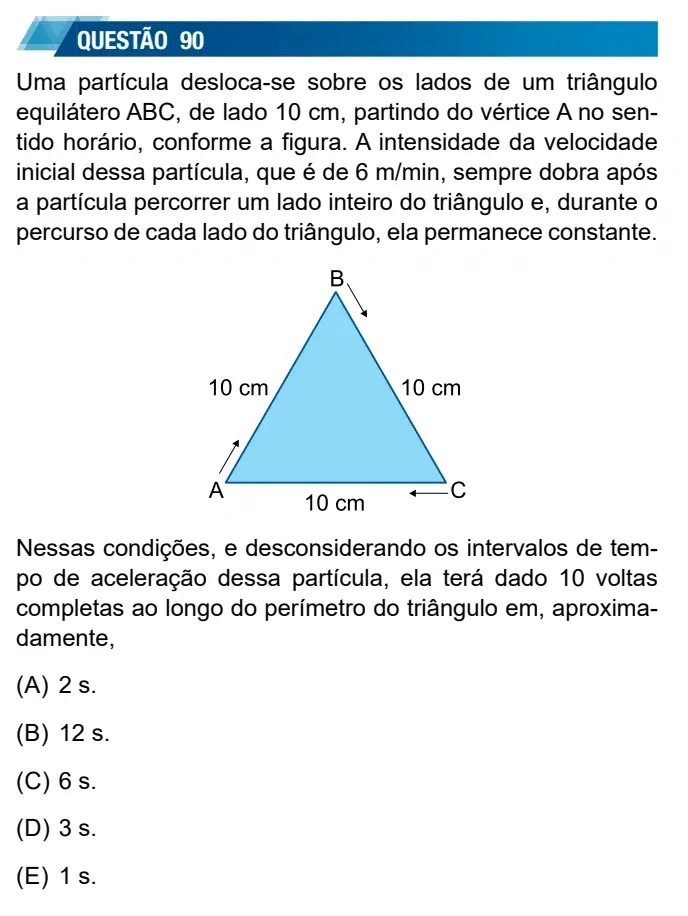 QUESTÃO 90
Uma partícula desloca-se sobre os lados de um triângulo
equilátero ABC, de lado 10 cm, partindo do vértice A no sen-
tido horário, conforme a figura. A intensidade da velocidade
inicial dessa partícula, que é de 6 m/min, sempre dobra após
a partícula percorrer um lado inteiro do triângulo e, durante o
percurso de cada lado do triângulo, ela permanece constante.
B
10 cm
10 cm
A
C
10 cm
Nessas condições, e desconsiderando os intervalos de tem-
po de aceleração dessa partícula, ela terá dado 10 voltas
completas ao longo do perímetro do triângulo em, aproxima-
damente,
(A) 2 s.
(B) 12 s.
(C) 6 s.
(D) 3 s.
(E) 1 s.